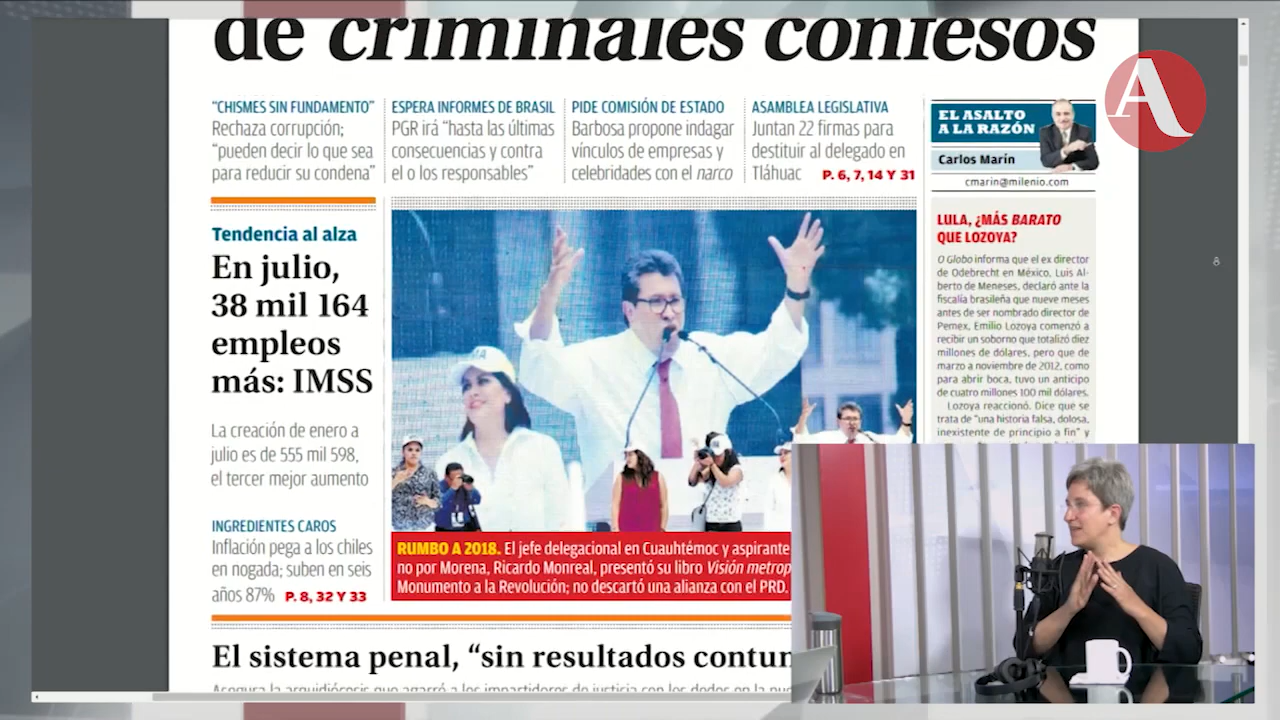 de criminales confesos
A
“CHISMES SIN FUNDAMENTO”
Rechaza corrupción;
“pueden decir lo que sea
para reducir su condena”
ESPERA INFORMES DE BRASIL
PGR irá “hasta las últimas
consecuencias y contra
el o los responsables”
PIDE COMISIÓN DE ESTADO
Barbosa propone indagar
vínculos de empresas y
celebridades con el narco
ASAMBLEA LEGISLATIVA
Juntan 22 firmas para
destituir al delegado en
Tláhuac P. 6, 7, 14 Y 31
EL ASALTO
A LA RAZÓN
Carlos Marín
cmarin@milenio.com
LULA, ¿MÁS BARATO
QUE LOZOYA?
O Globo informa que el ex director
de Odebrecht en México, Luis Al-
berto de Meneses, declaró ante la
fiscalía brasileña que nueve meses
antes de ser nombrado director de
Pemex, Emilio Lozoya comenzó a
recibir un soborno que totalizó diez
millones de dólares, pero que de
marzo a noviembre de 2012, como
para abrir boca, tuvo un anticipo
de cuatro millones 100 mil dólares.
Lozoya reaccionó. Dice que se
trata de “una historia falsa, dolosa,
inexistente de principio a fin” y
Tendencia al alza
En julio,
38 mil 164
empleos
más: IMSS
La creación de enero a
julio es de 555 mil 598,
el tercer mejor aumento
INGREDIENTES CAROS
Inflación pega a los chiles
en nogada; suben en seis
años 87% P. 8, 32 Y 33
RUMBO A 2018. El jefe delegacional en Cuauhtémoc y aspirante
no por Morena, Ricardo Monreal, presentó su libro Visión metrop
Monumento a la Revolución; no descartó una alianza con el PRD.
El sistema penal, “sin resultados contun